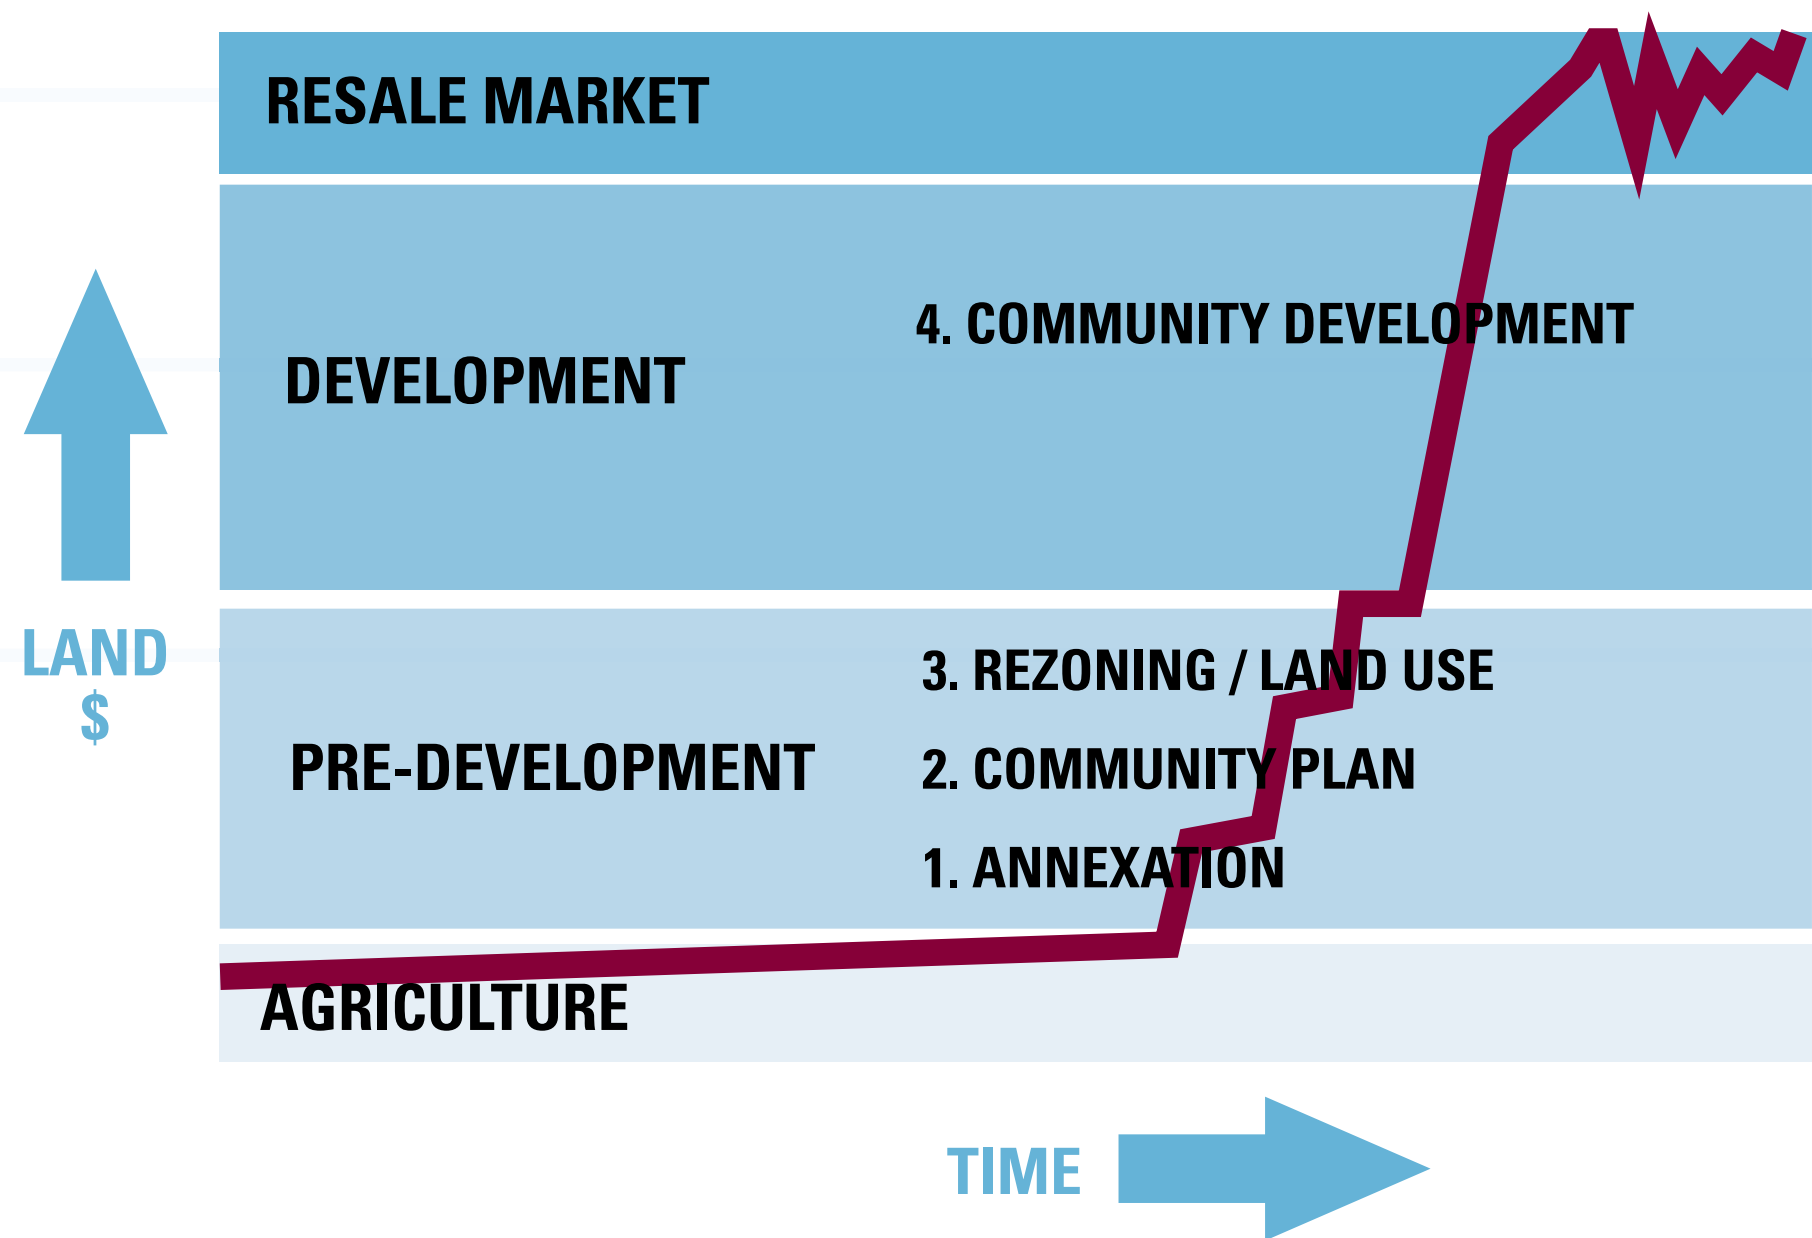 RESALE MARKET
DEVELOPMENT
4. COMMUNITY DEVELOPMENT
LAND
$
PRE-DEVELOPMENT
3. REZONING / LAND USE
2. COMMUNITY PLAN
1. ANNEXATION
AGRICULTURE
TIME